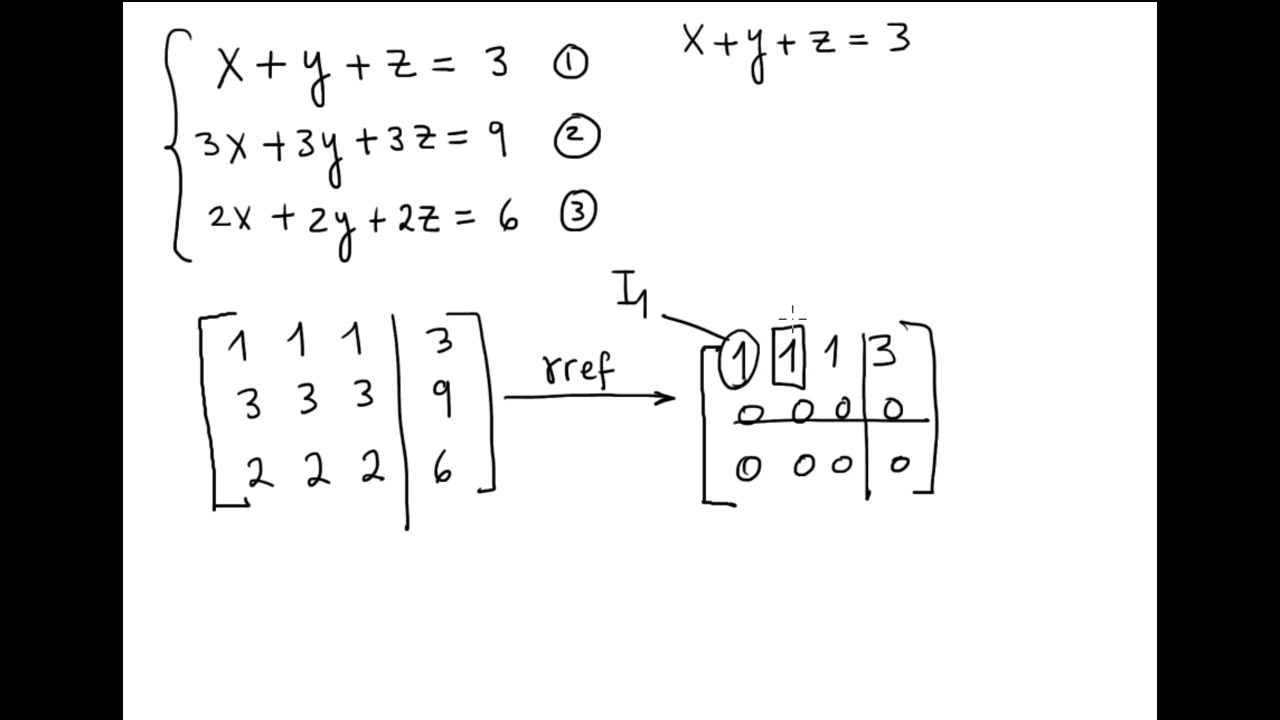 x + y + z = 3 ①
3x + 3y + 3z = 9 ②
2x + 2y + 2z = 6 ③
x + y + z = 3
1 1 1 | 3
3 3 3 | 9
2 2 2 | 6
rref
I₁
1 1 1 | 3
0 0 0 | 0
0 0 0 | 0